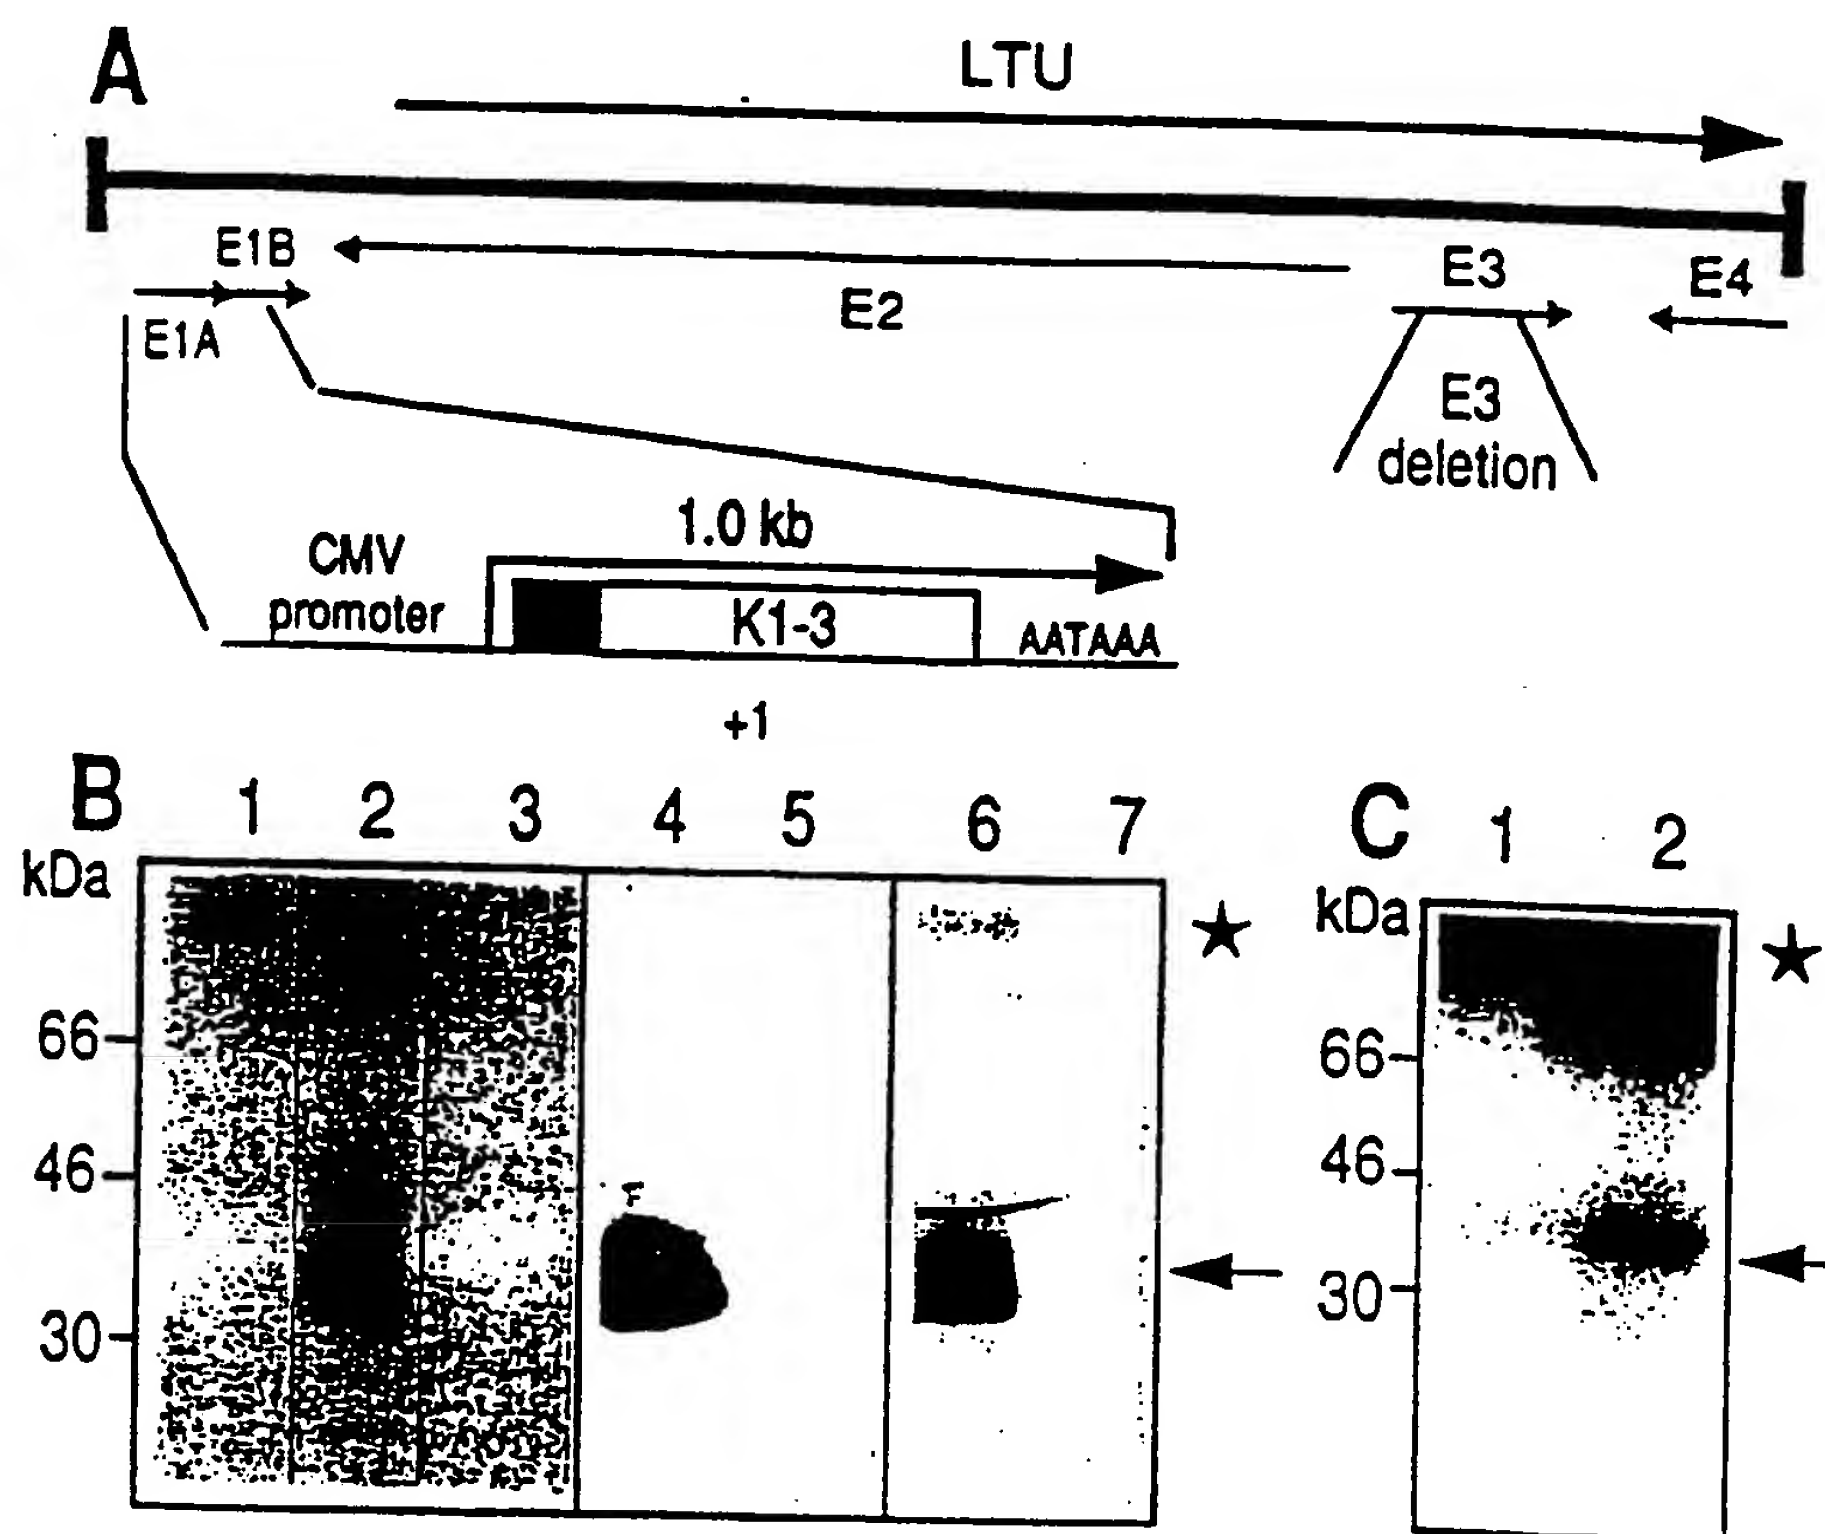 A
LTU
E1B
E1A
E2
E3
E4
E3
deletion
1.0 kb
CMV
promoter
K1-3
AATAAA
+1
B
1 2 3 4 5 6 7
kDa
66
46
30
F
C
1 2
kDa
66
46
30